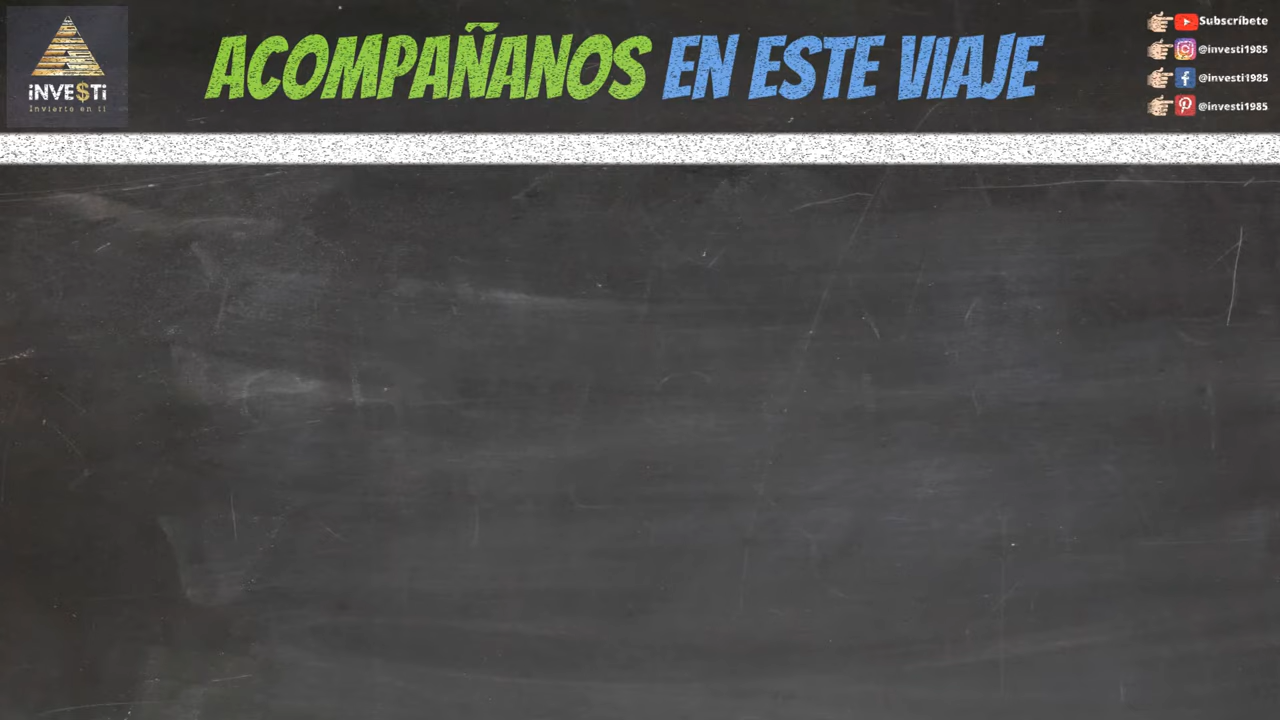 iNVE$Ti
Invierto en ti
ACOMPAÑANOS EN ESTE VIAJE
Subscríbete
@investi1985
@investi1985
@investi1985